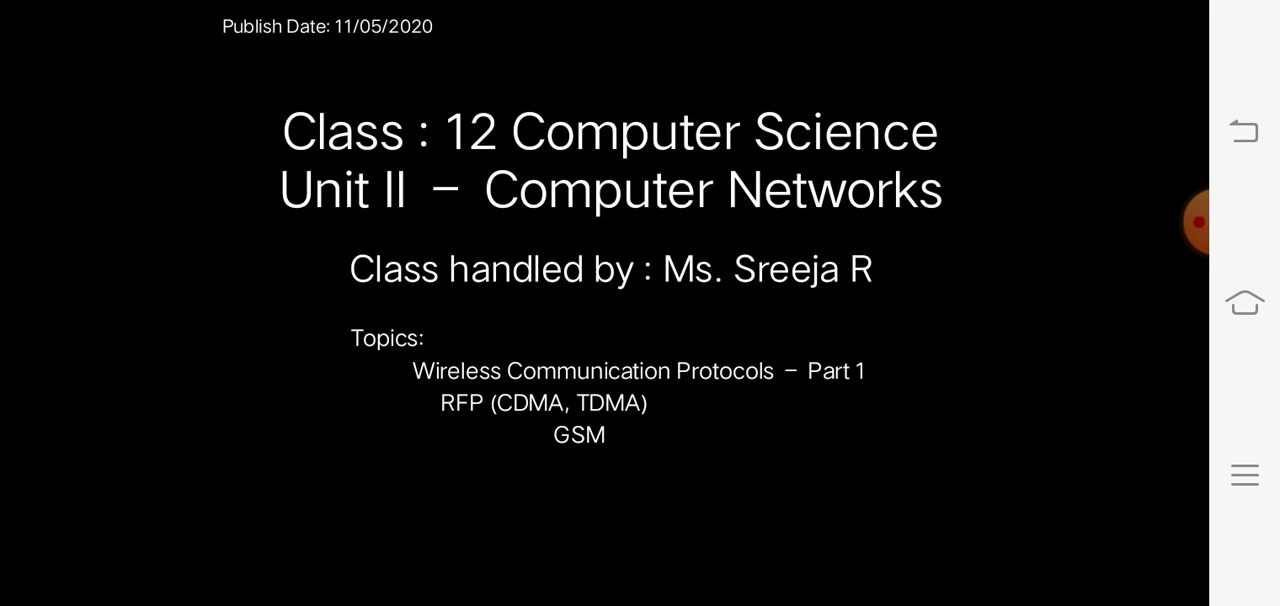 Publish Date: 11/05/2020
Class : 12 Computer Science
Unit II – Computer Networks
Class handled by : Ms. Sreeja R
Topics:
Wireless Communication Protocols – Part 1
RFP (CDMA, TDMA)
GSM